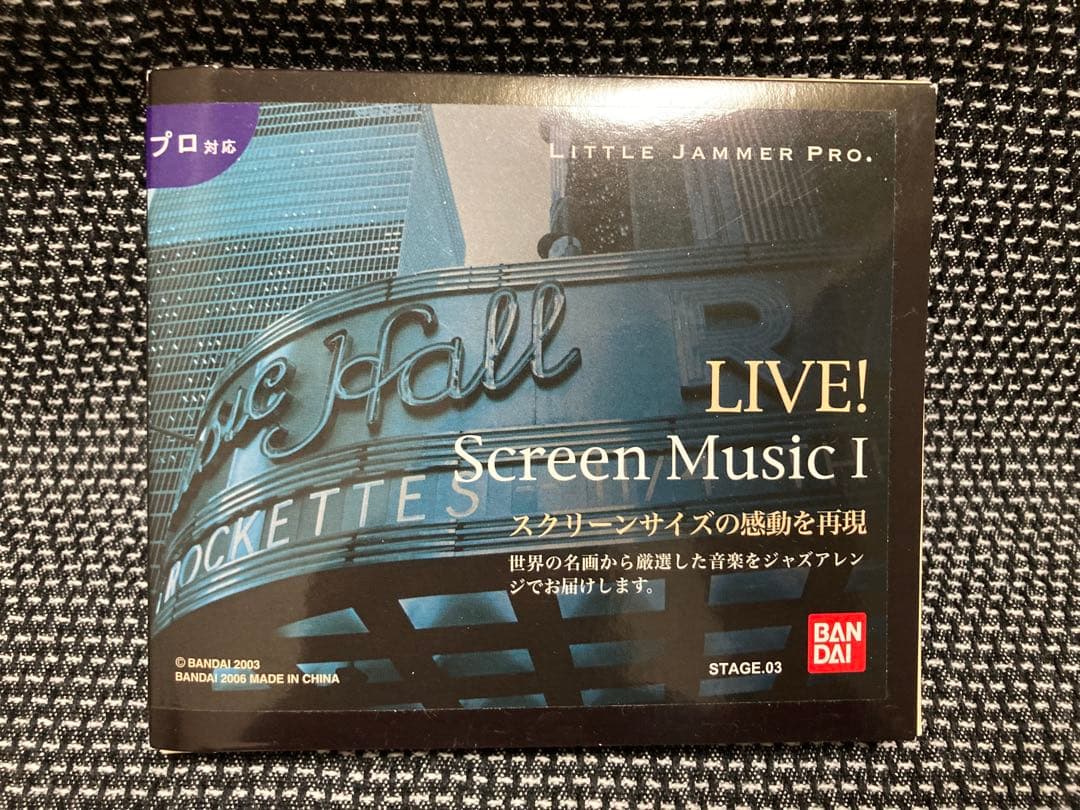 プロ対応
LITTLE JAMMER PRO.
Hall
R
ROCKETTES
LIVE!
Screen Music I
スクリーンサイズの感動を再現
世界の名画から厳選した音楽をジャズアレン
ジでお届けします。
BAN
DAI
© BANDAI 2003
BANDAI 2006 MADE IN CHINA
STAGE.03